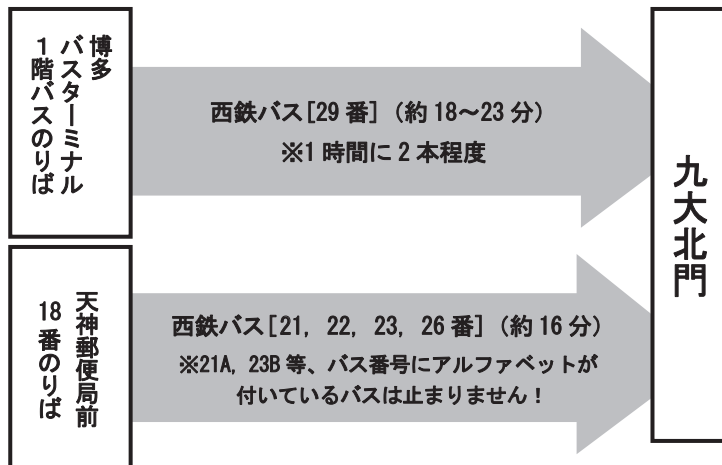 博多
バスターミナル
1階バスのりば
西鉄バス[29番]（約18～23分）
※1時間に2本程度
天神郵便局前
18番のりば
西鉄バス[21, 22, 23, 26番]（約16分）
※21A, 23B等、バス番号にアルファベットが
付いているバスは止まりません！
九大北門